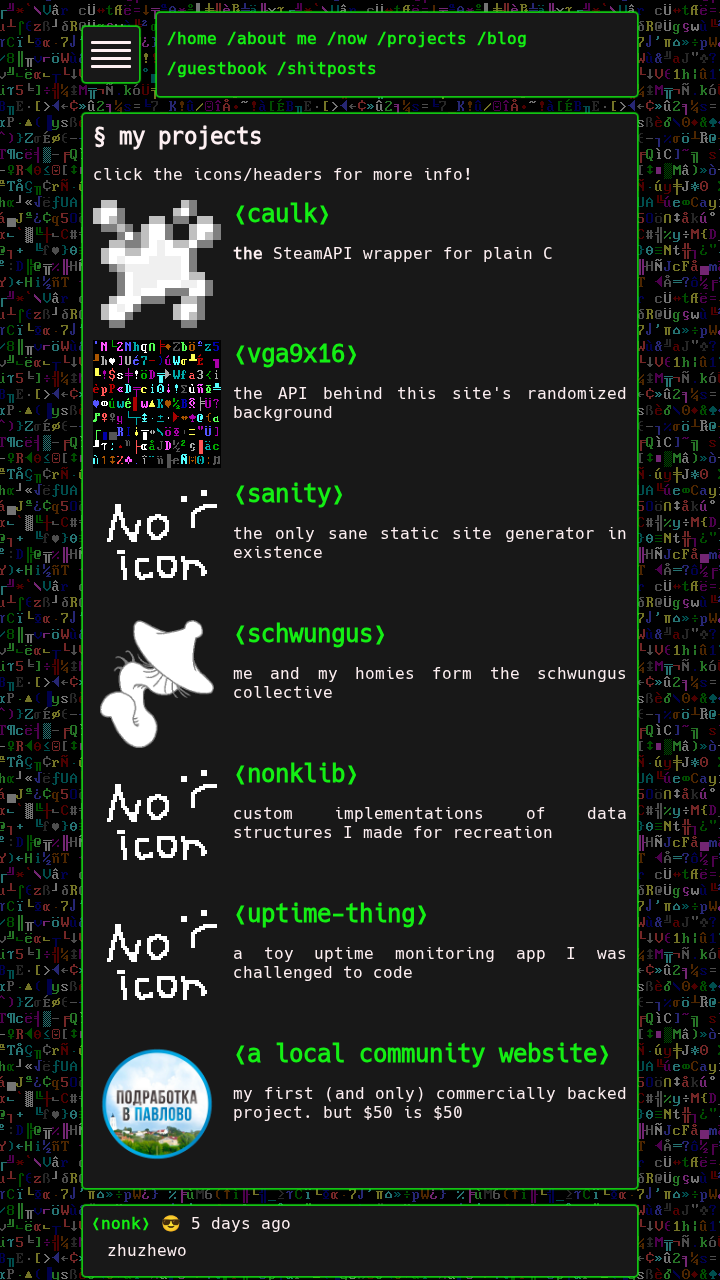 /home /about me /now /projects /blog
/guestbook /shitposts
§ my projects
click the icons/headers for more info!
❬caulk❭
the SteamAPI wrapper for plain C
❬vga9x16❭
the API behind this site's randomized
background
No icon
❬sanity❭
the only sane static site generator in
existence
❬schwungus❭
me and my homies form the schwungus
collective
No icon
❬nonklib❭
custom implementations of data
structures I made for recreation
No icon
❬uptime-thing❭
a toy uptime monitoring app I was
challenged to code
ПОДРАБОТКА
В ПАВЛОВО
❬a local community website❭
my first (and only) commercially backed
project. but $50 is $50
❬nonk❭ 😎 5 days ago
zhuzhewo